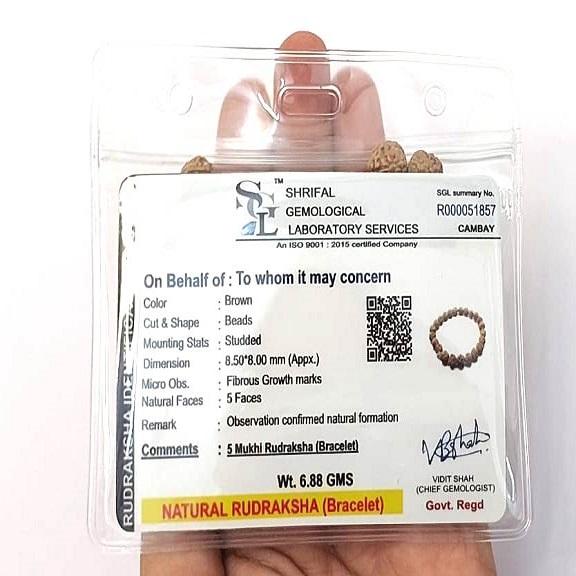 SGL™
SHRIFAL
GEMOLOGICAL
LABORATORY SERVICES
An ISO 9001 : 2015 certified Company
SGL summary No.
R000051857
CAMBAY
On Behalf of : To whom it may concern
Color : Brown
Cut & Shape : Beads
Mounting Stats : Studded
Dimension : 8.50*8.00 mm (Appx.)
Micro Obs. : Fibrous Growth marks
Natural Faces : 5 Faces
Remark : Observation confirmed natural formation
Comments : 5 Mukhi Rudraksha (Bracelet)
Wt. 6.88 GMS
NATURAL RUDRAKSHA (Bracelet)
VIDIT SHAH
(CHIEF GEMOLOGIST)
Govt. Regd
RUDRAKSHA